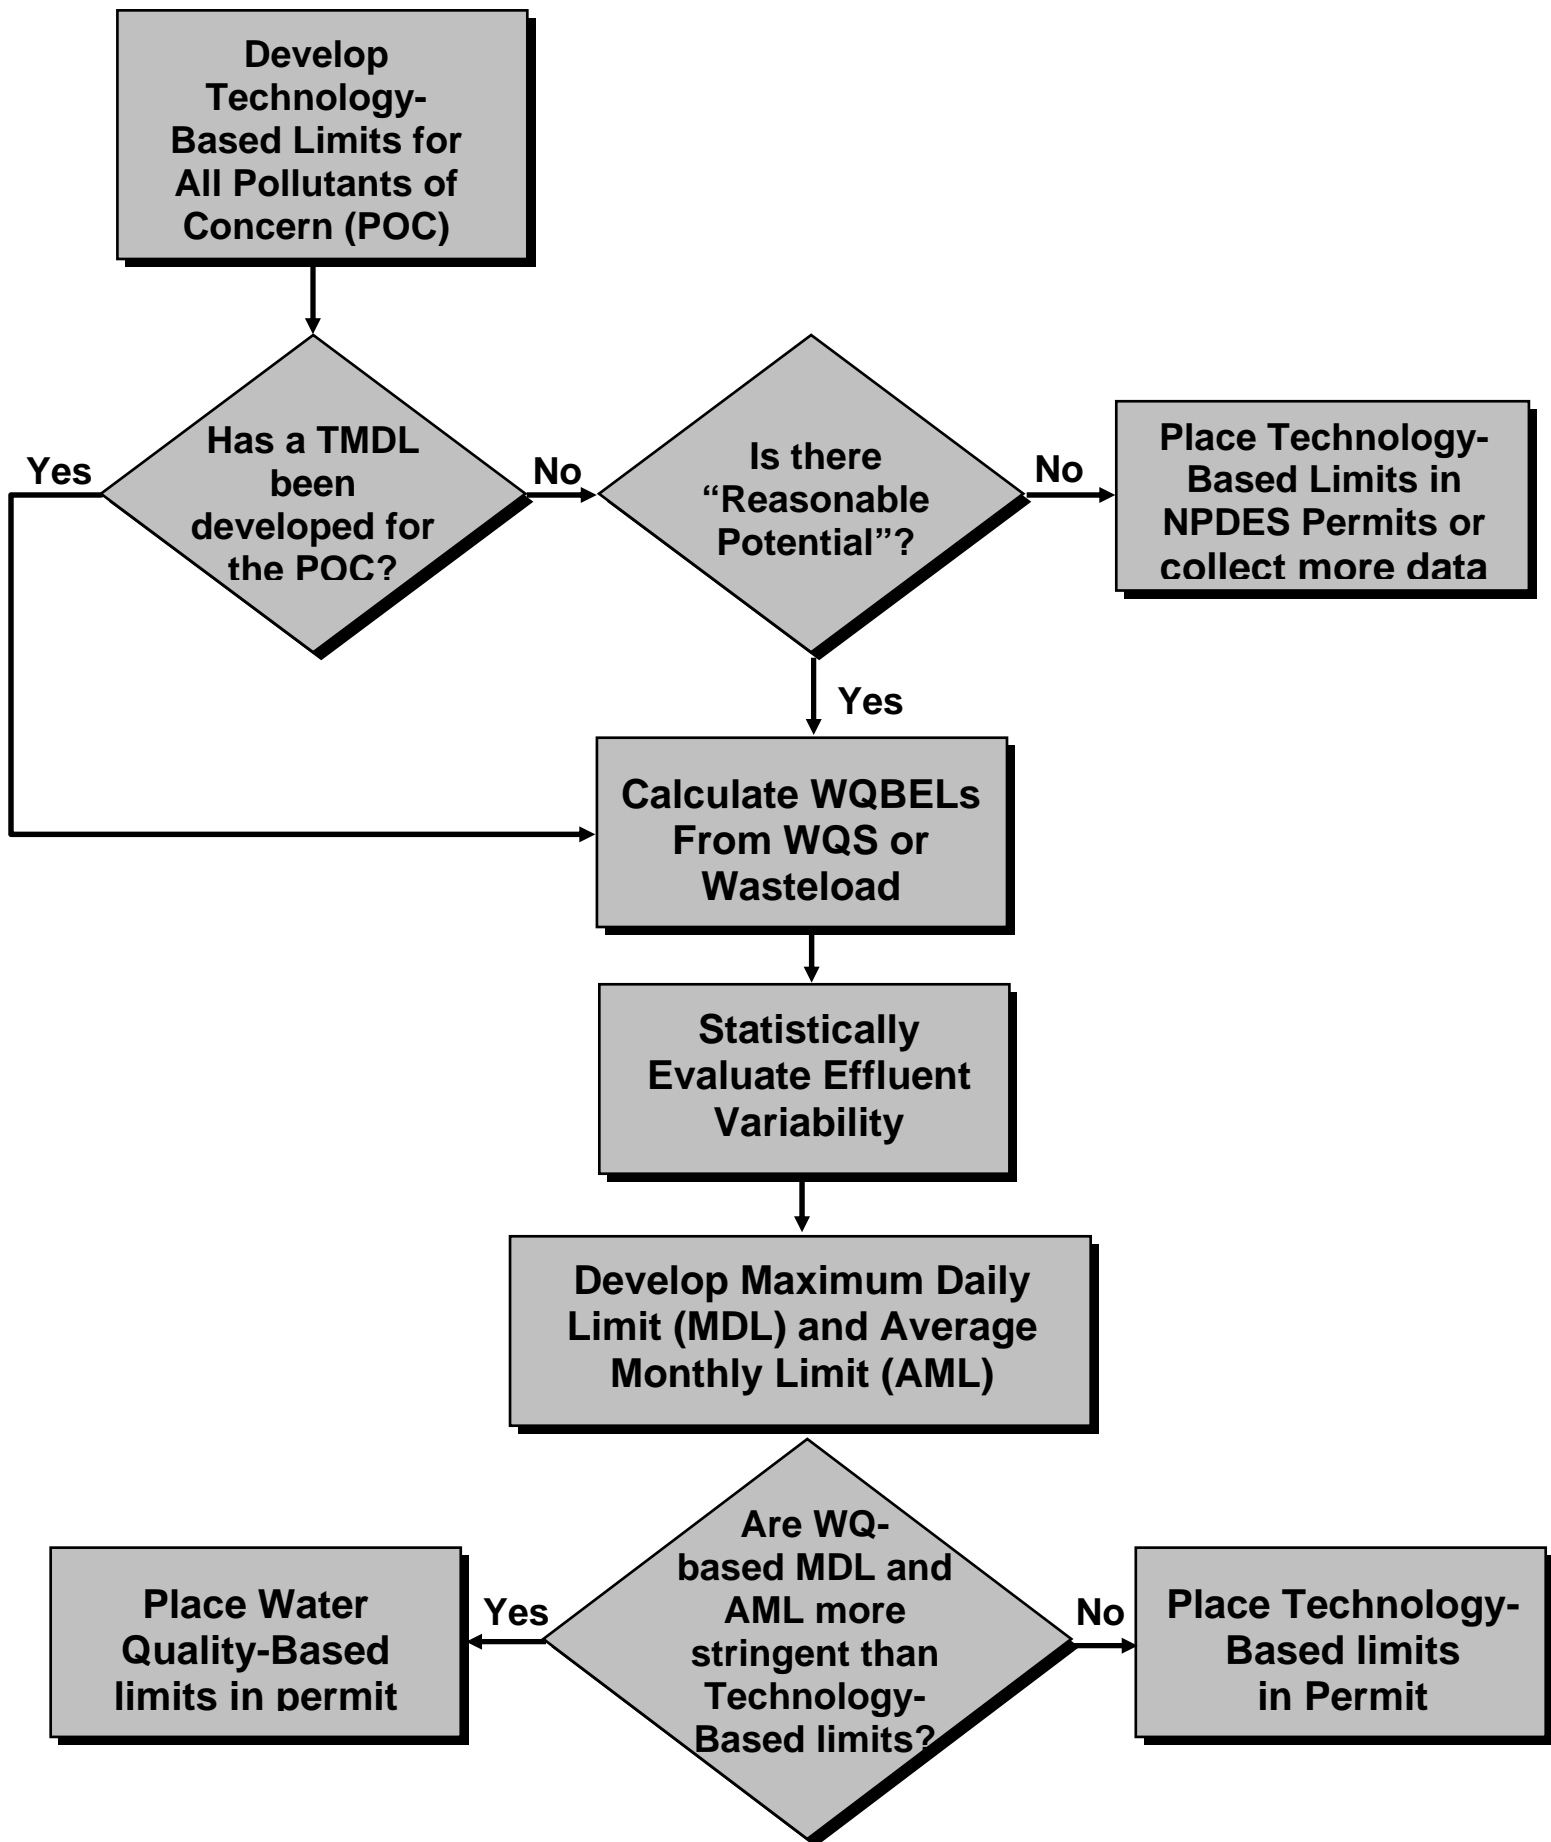 Develop
Technology-
Based Limits for
All Pollutants of
Concern (POC)
Has a TMDL
been
developed for
the POC?
Yes
No
Is there
“Reasonable
Potential”?
No
Place Technology-
Based Limits in
NPDES Permits or
collect more data
Yes
Calculate WQBELs
From WQS or
Wasteload
Statistically
Evaluate Effluent
Variability
Develop Maximum Daily
Limit (MDL) and Average
Monthly Limit (AML)
Are WQ-
based MDL and
AML more
stringent than
Technology-
Based limits?
Yes
Place Water
Quality-Based
limits in permit
No
Place Technology-
Based limits
in Permit